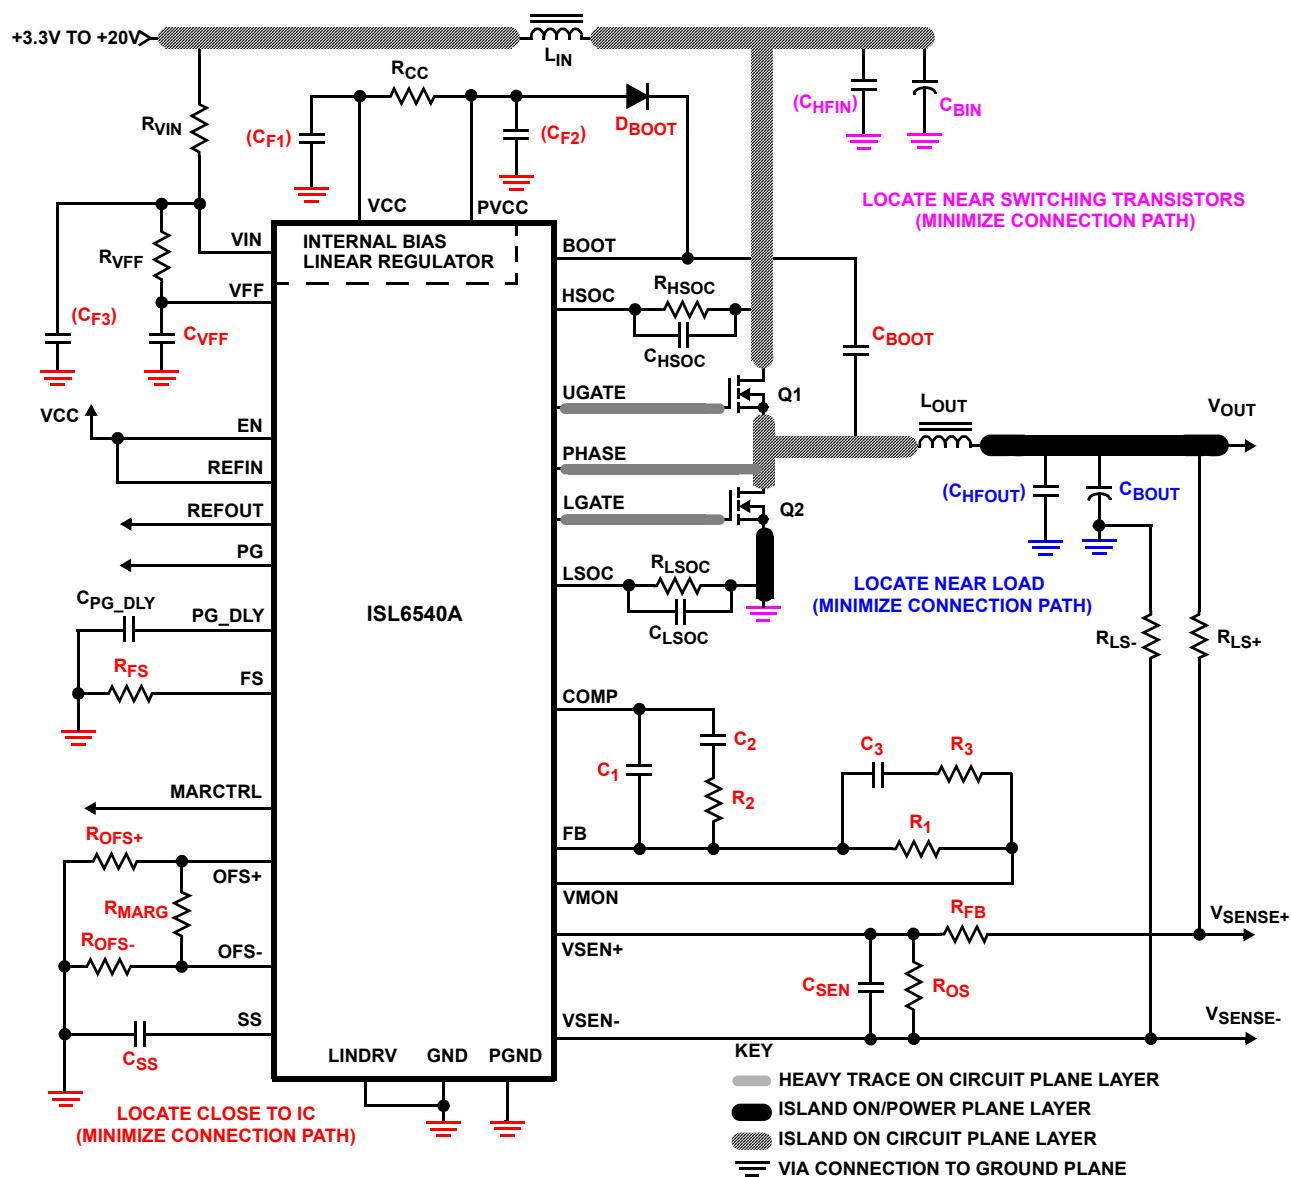 +3.3V TO +20V
LIN
RCC
RVIN
(CF1)
(CF2)
DBOOT
(CHFIN)
CBIN
LOCATE NEAR SWITCHING TRANSISTORS
(MINIMIZE CONNECTION PATH)
VCC
PVCC
VIN
INTERNAL BIAS
LINEAR REGULATOR
BOOT
RVFF
VFF
HSOC
RHSOC
(CF3)
CVFF
CHSOC
CBOOT
UGATE
Q1
VCC
EN
LOUT
VOUT
REFIN
PHASE
(CHFOUT)
CBOUT
REFOUT
LGATE
Q2
PG
LSOC
RLSOC
LOCATE NEAR LOAD
(MINIMIZE CONNECTION PATH)
CPG_DLY
PG_DLY
ISL6540A
CLSOC
RLS-
RLS+
RFS
FS
COMP
C1
C2
R2
C3
R3
MARCTRL
R1
ROFS+
OFS+
FB
VMON
RMARG
ROFS-
OFS-
VSEN+
RFB
VSENSE+
CSEN
ROS
SS
CSS
VSEN-
VSENSE-
LINDRV
GND
PGND
LOCATE CLOSE TO IC
(MINIMIZE CONNECTION PATH)
KEY
HEAVY TRACE ON CIRCUIT PLANE LAYER
ISLAND ON/POWER PLANE LAYER
ISLAND ON CIRCUIT PLANE LAYER
VIA CONNECTION TO GROUND PLANE